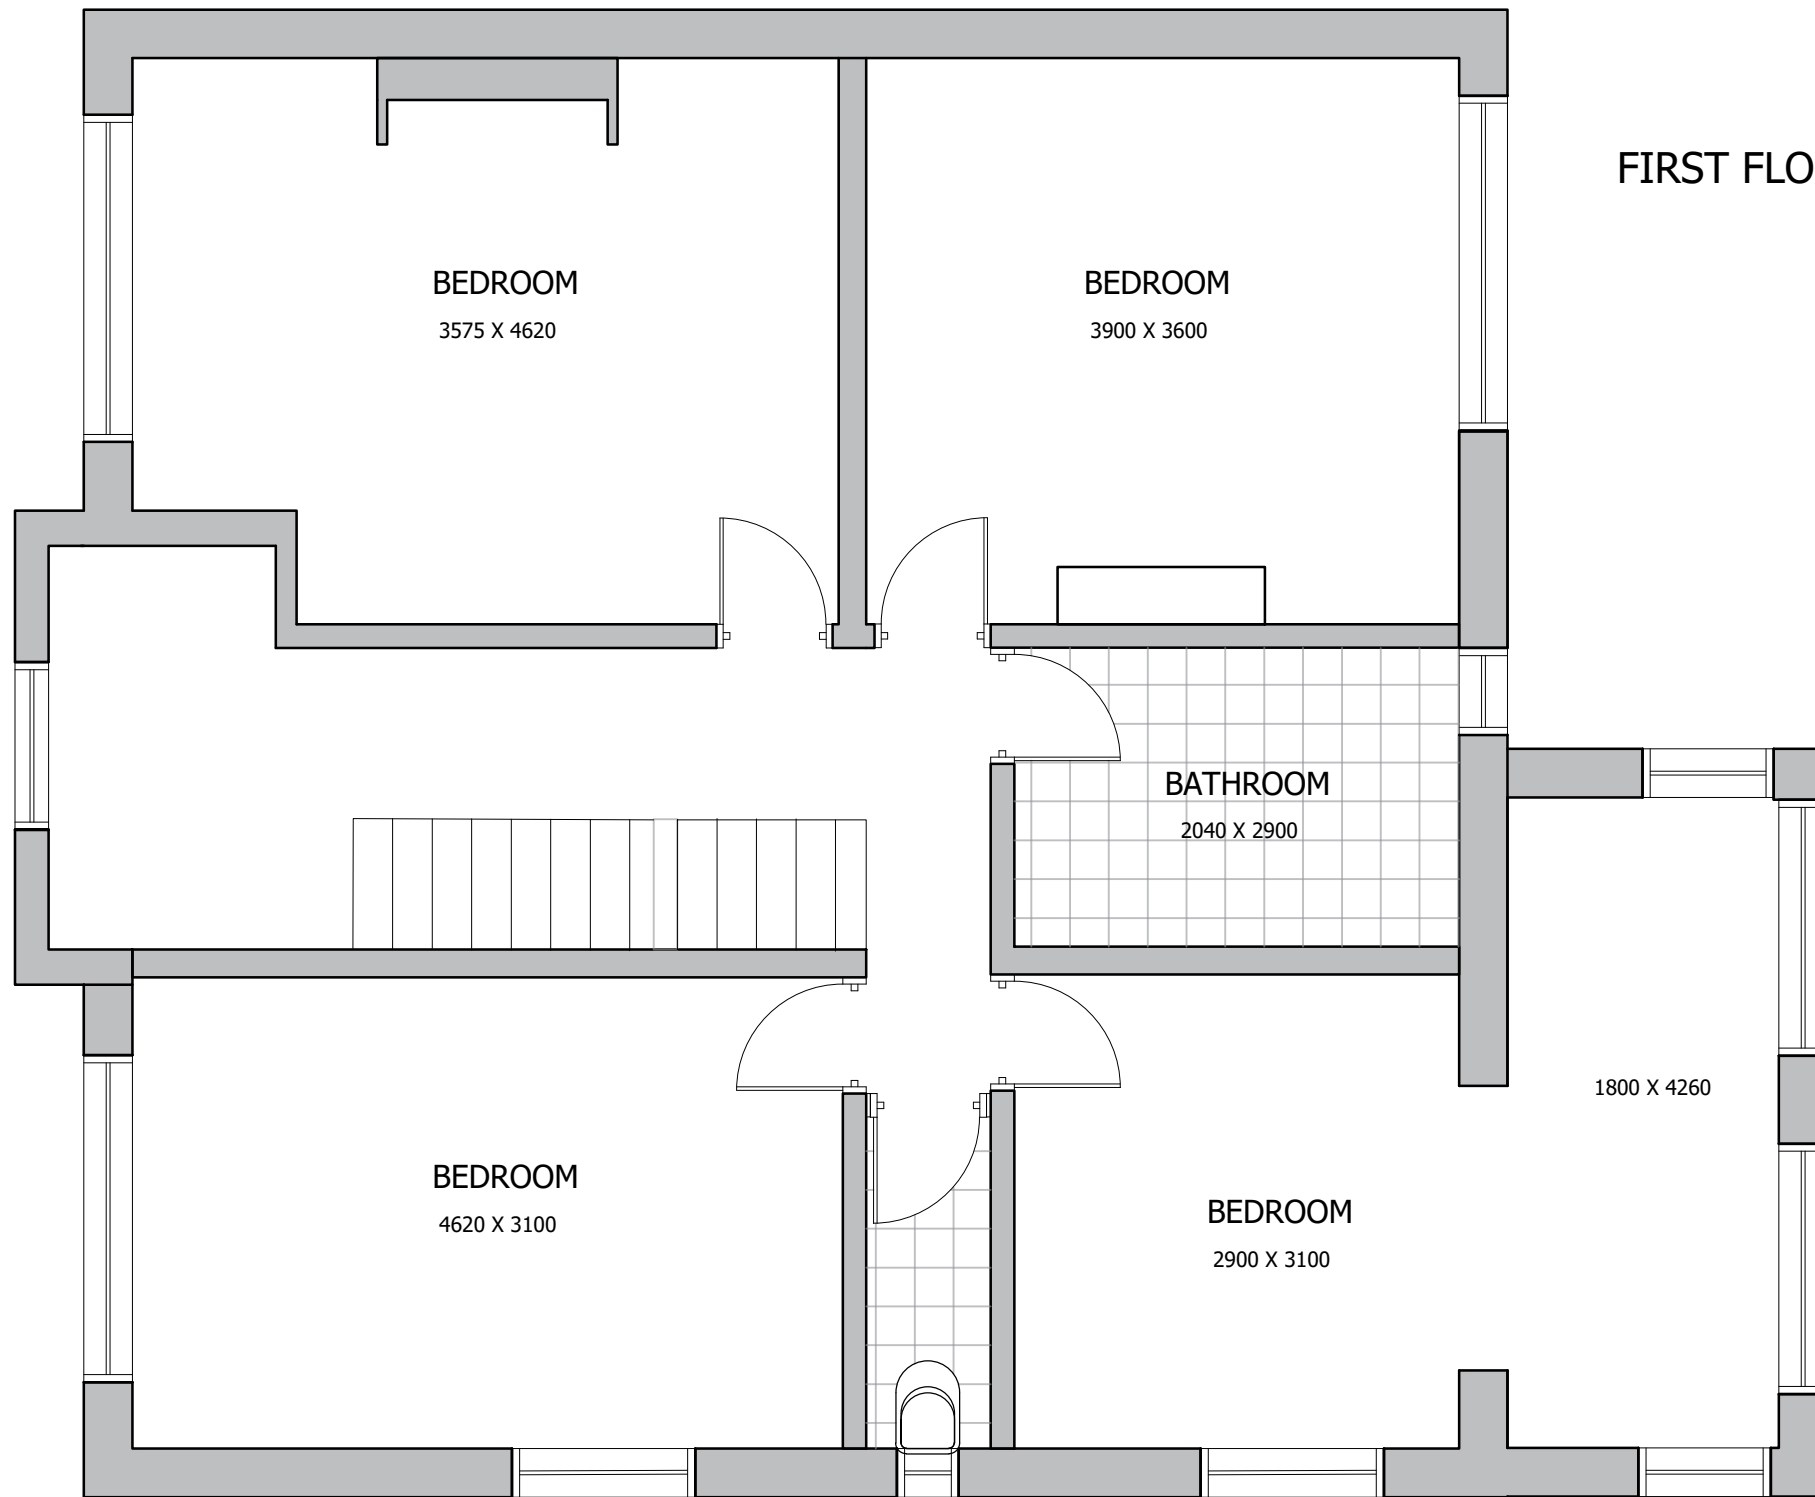 FIRST FLO
BEDROOM
3575 X 4620
BEDROOM
3900 X 3600
BATHROOM
2040 X 2900
1800 X 4260
BEDROOM
4620 X 3100
BEDROOM
2900 X 3100